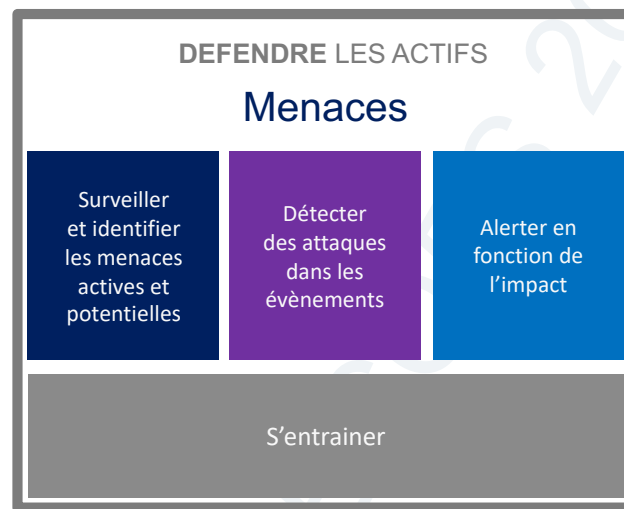 DEFENDRE LES ACTIFS
Menaces
Surveiller
et identifier
les menaces
actives et
potentielles
Détecter
des attaques
dans les
évènements
Alerter en
fonction de
l’impact
S’entrainer